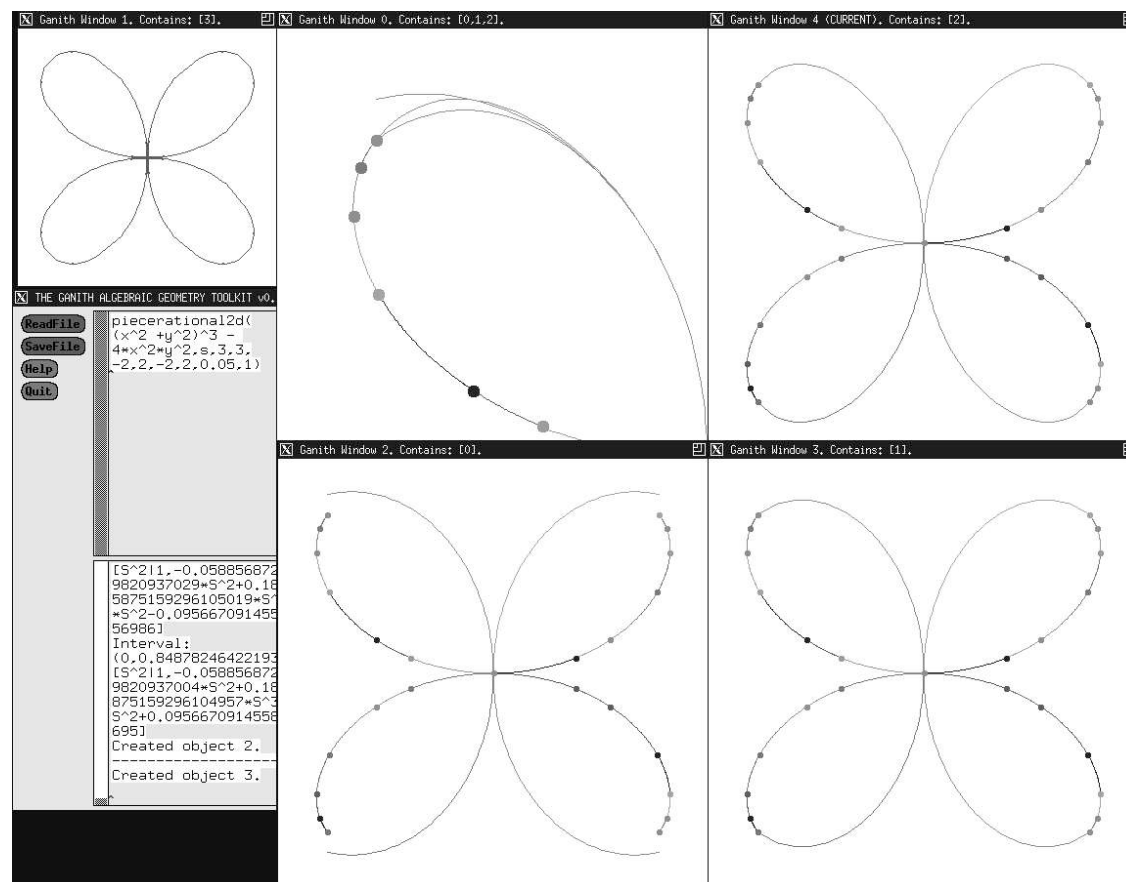 Ganith Window 1. Contains: [3].
Ganith Window 0. Contains: [0,1,2].
Ganith Window 4 (CURRENT). Contains: [2].
THE GANITH ALGEBRAIC GEOMETRY TOOLKIT v0.
ReadFile
SaveFile
Help
Quit
piecerational2d(
(x^2 +y^2)^3 -
4*x^2*y^2,s,3,3,
-2,2,-2,2,0.05,1)
Ganith Window 2. Contains: [0].
Ganith Window 3. Contains: [1].
[S^2|1,-0.058856872
9820937029*S^2+0.18
5875159296105019*S^
*S^2-0.095667091455
56986]
Interval:
(0,0.84878246422193
[S^2|1,-0.058856872
9820937004*S^2+0.18
875159296104957*S^3
S^2+0.0956670914558
695]
Created object 2.
--------------------
Created object 3.